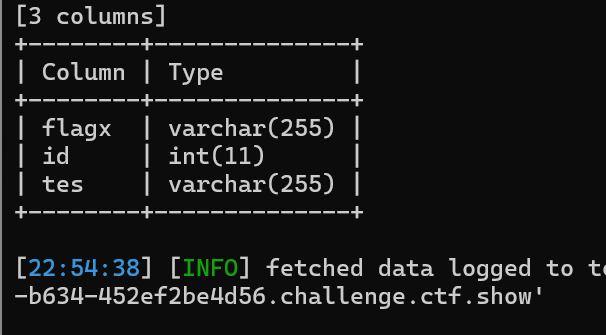 [3 columns]
+--------+--------------+
| Column | Type         |
+--------+--------------+
| flagx  | varchar(255) |
| id     | int(11)      |
| tes    | varchar(255) |
+--------+--------------+
[22:54:38] [INFO] fetched data logged to
-b634-452ef2be4d56.challenge.ctf.show'